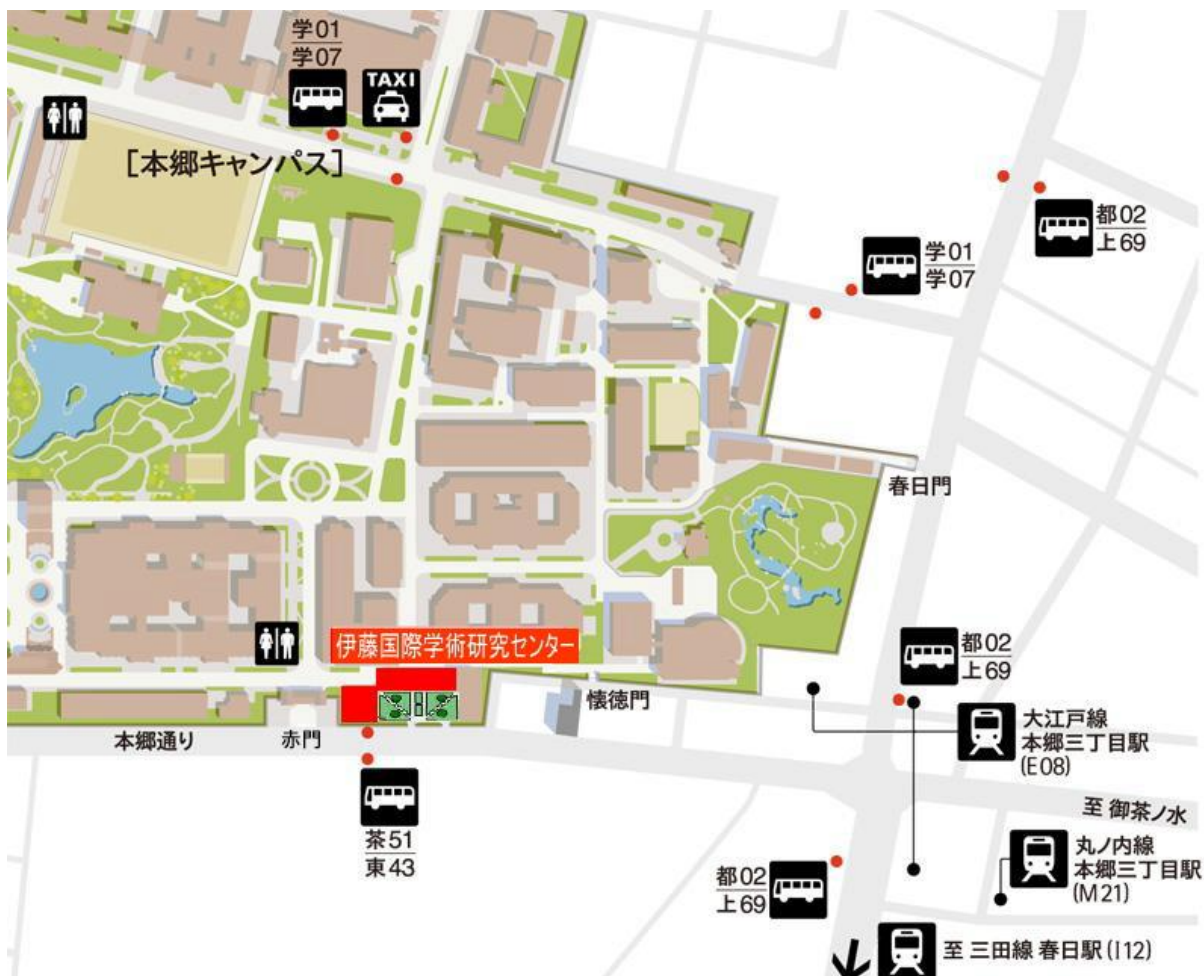 学01
学07
TAXI
[本郷キャンパス]
都02
上69
学01
学07
春日門
伊藤国際学術研究センター
都02
上69
懐徳門
大江戸線
本郷三丁目駅
(E08)
本郷通り
赤門
茶51
東43
至 御茶ノ水
丸ノ内線
本郷三丁目駅
(M21)
都02
上69
至 三田線 春日駅(I12)